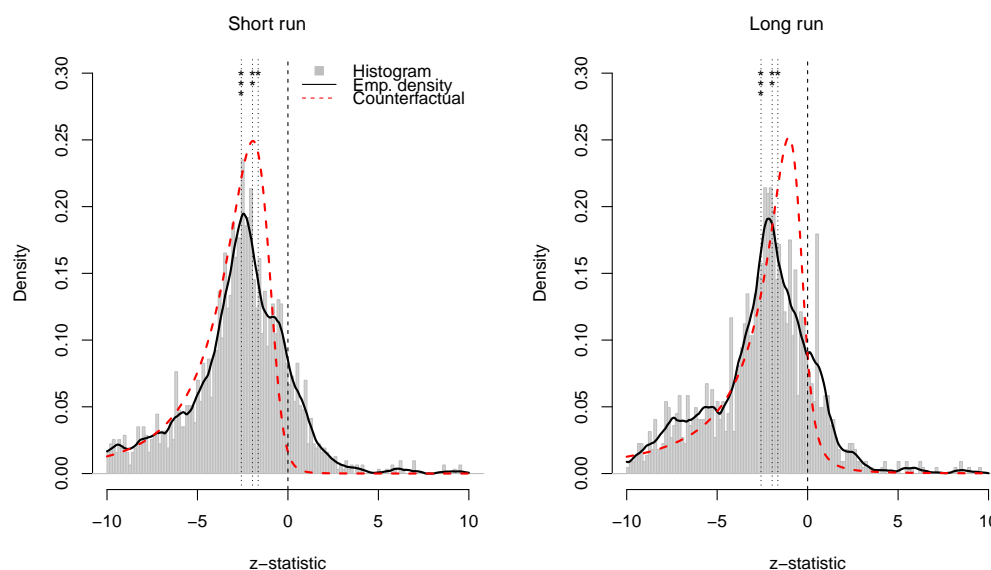 Short run
Long run
Histogram
Emp. density
Counterfactual
*** ** *
*** ** *
Density
0.00 0.05 0.10 0.15 0.20 0.25 0.30
Density
0.00 0.05 0.10 0.15 0.20 0.25 0.30
−10 −5 0 5 10
−10 −5 0 5 10
z−statistic
z−statistic